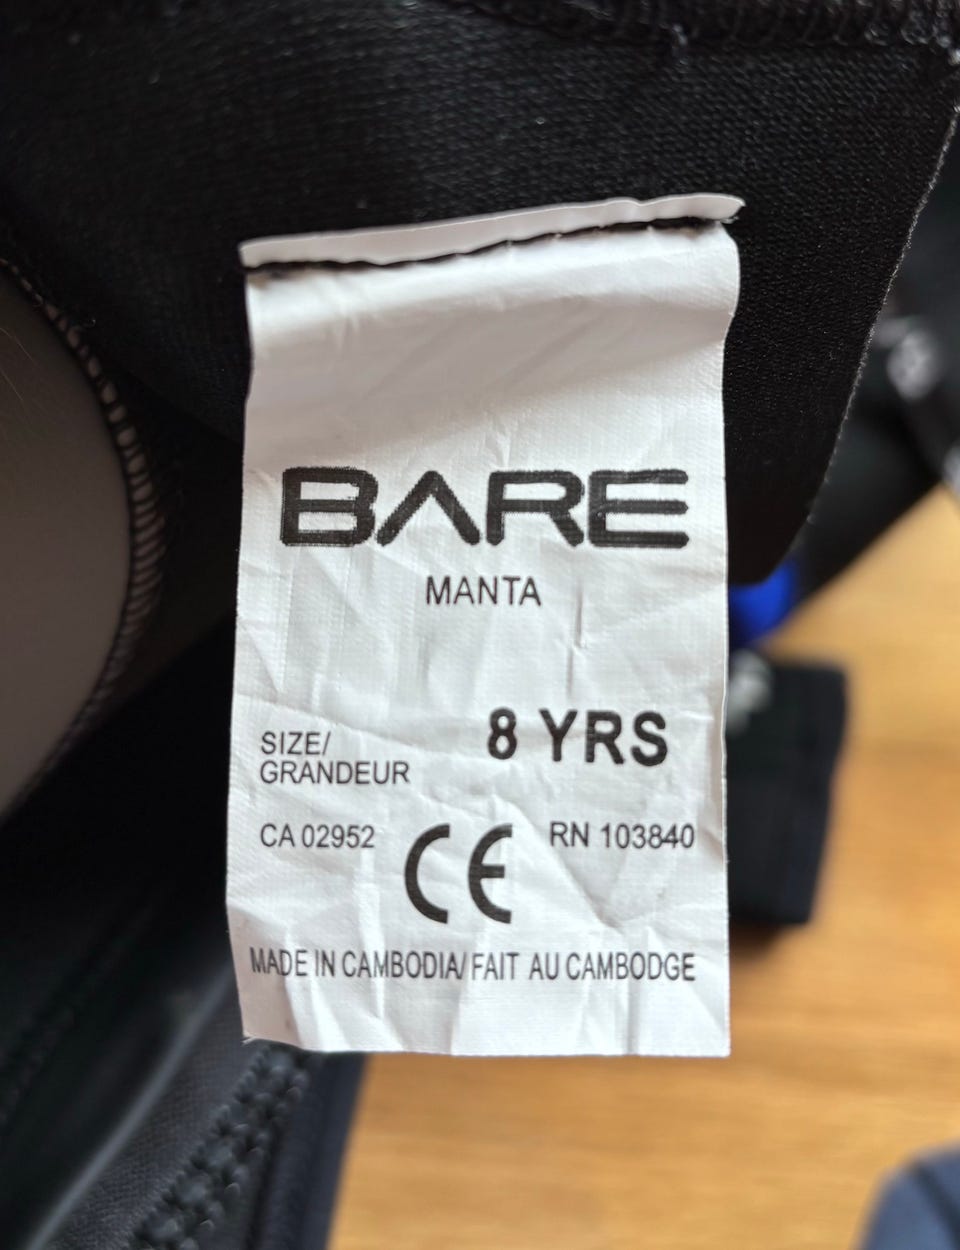 BARE
MANTA
SIZE/ 8 YRS
GRANDEUR
CA 02952 CE RN 103840
MADE IN CAMBODIA/ FAIT AU CAMBODGE